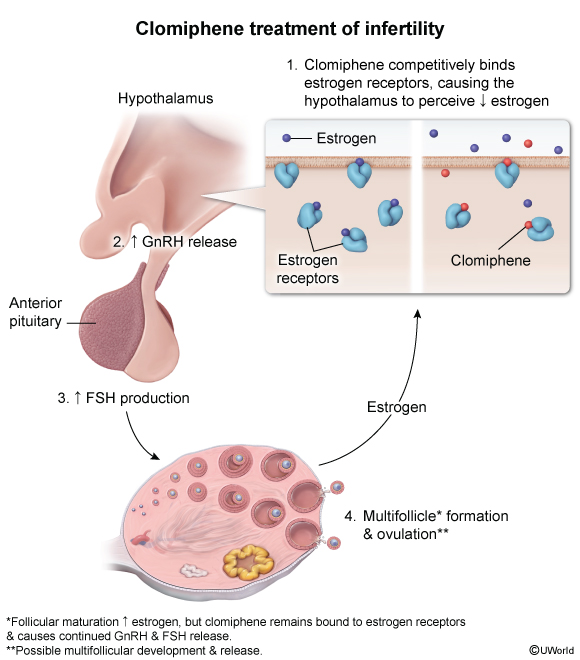 Clomiphene treatment of infertility
1. Clomiphene competitively binds
estrogen receptors, causing the
hypothalamus to perceive ↓ estrogen
Hypothalamus
Estrogen
2. ↑ GnRH release
Estrogen
receptors
Clomiphene
Anterior
pituitary
3. ↑ FSH production
Estrogen
4. Multifollicle* formation
& ovulation**
*Follicular maturation ↑ estrogen, but clomiphene remains bound to estrogen receptors
& causes continued GnRH & FSH release.
**Possible multifollicular development & release.
©UWorld